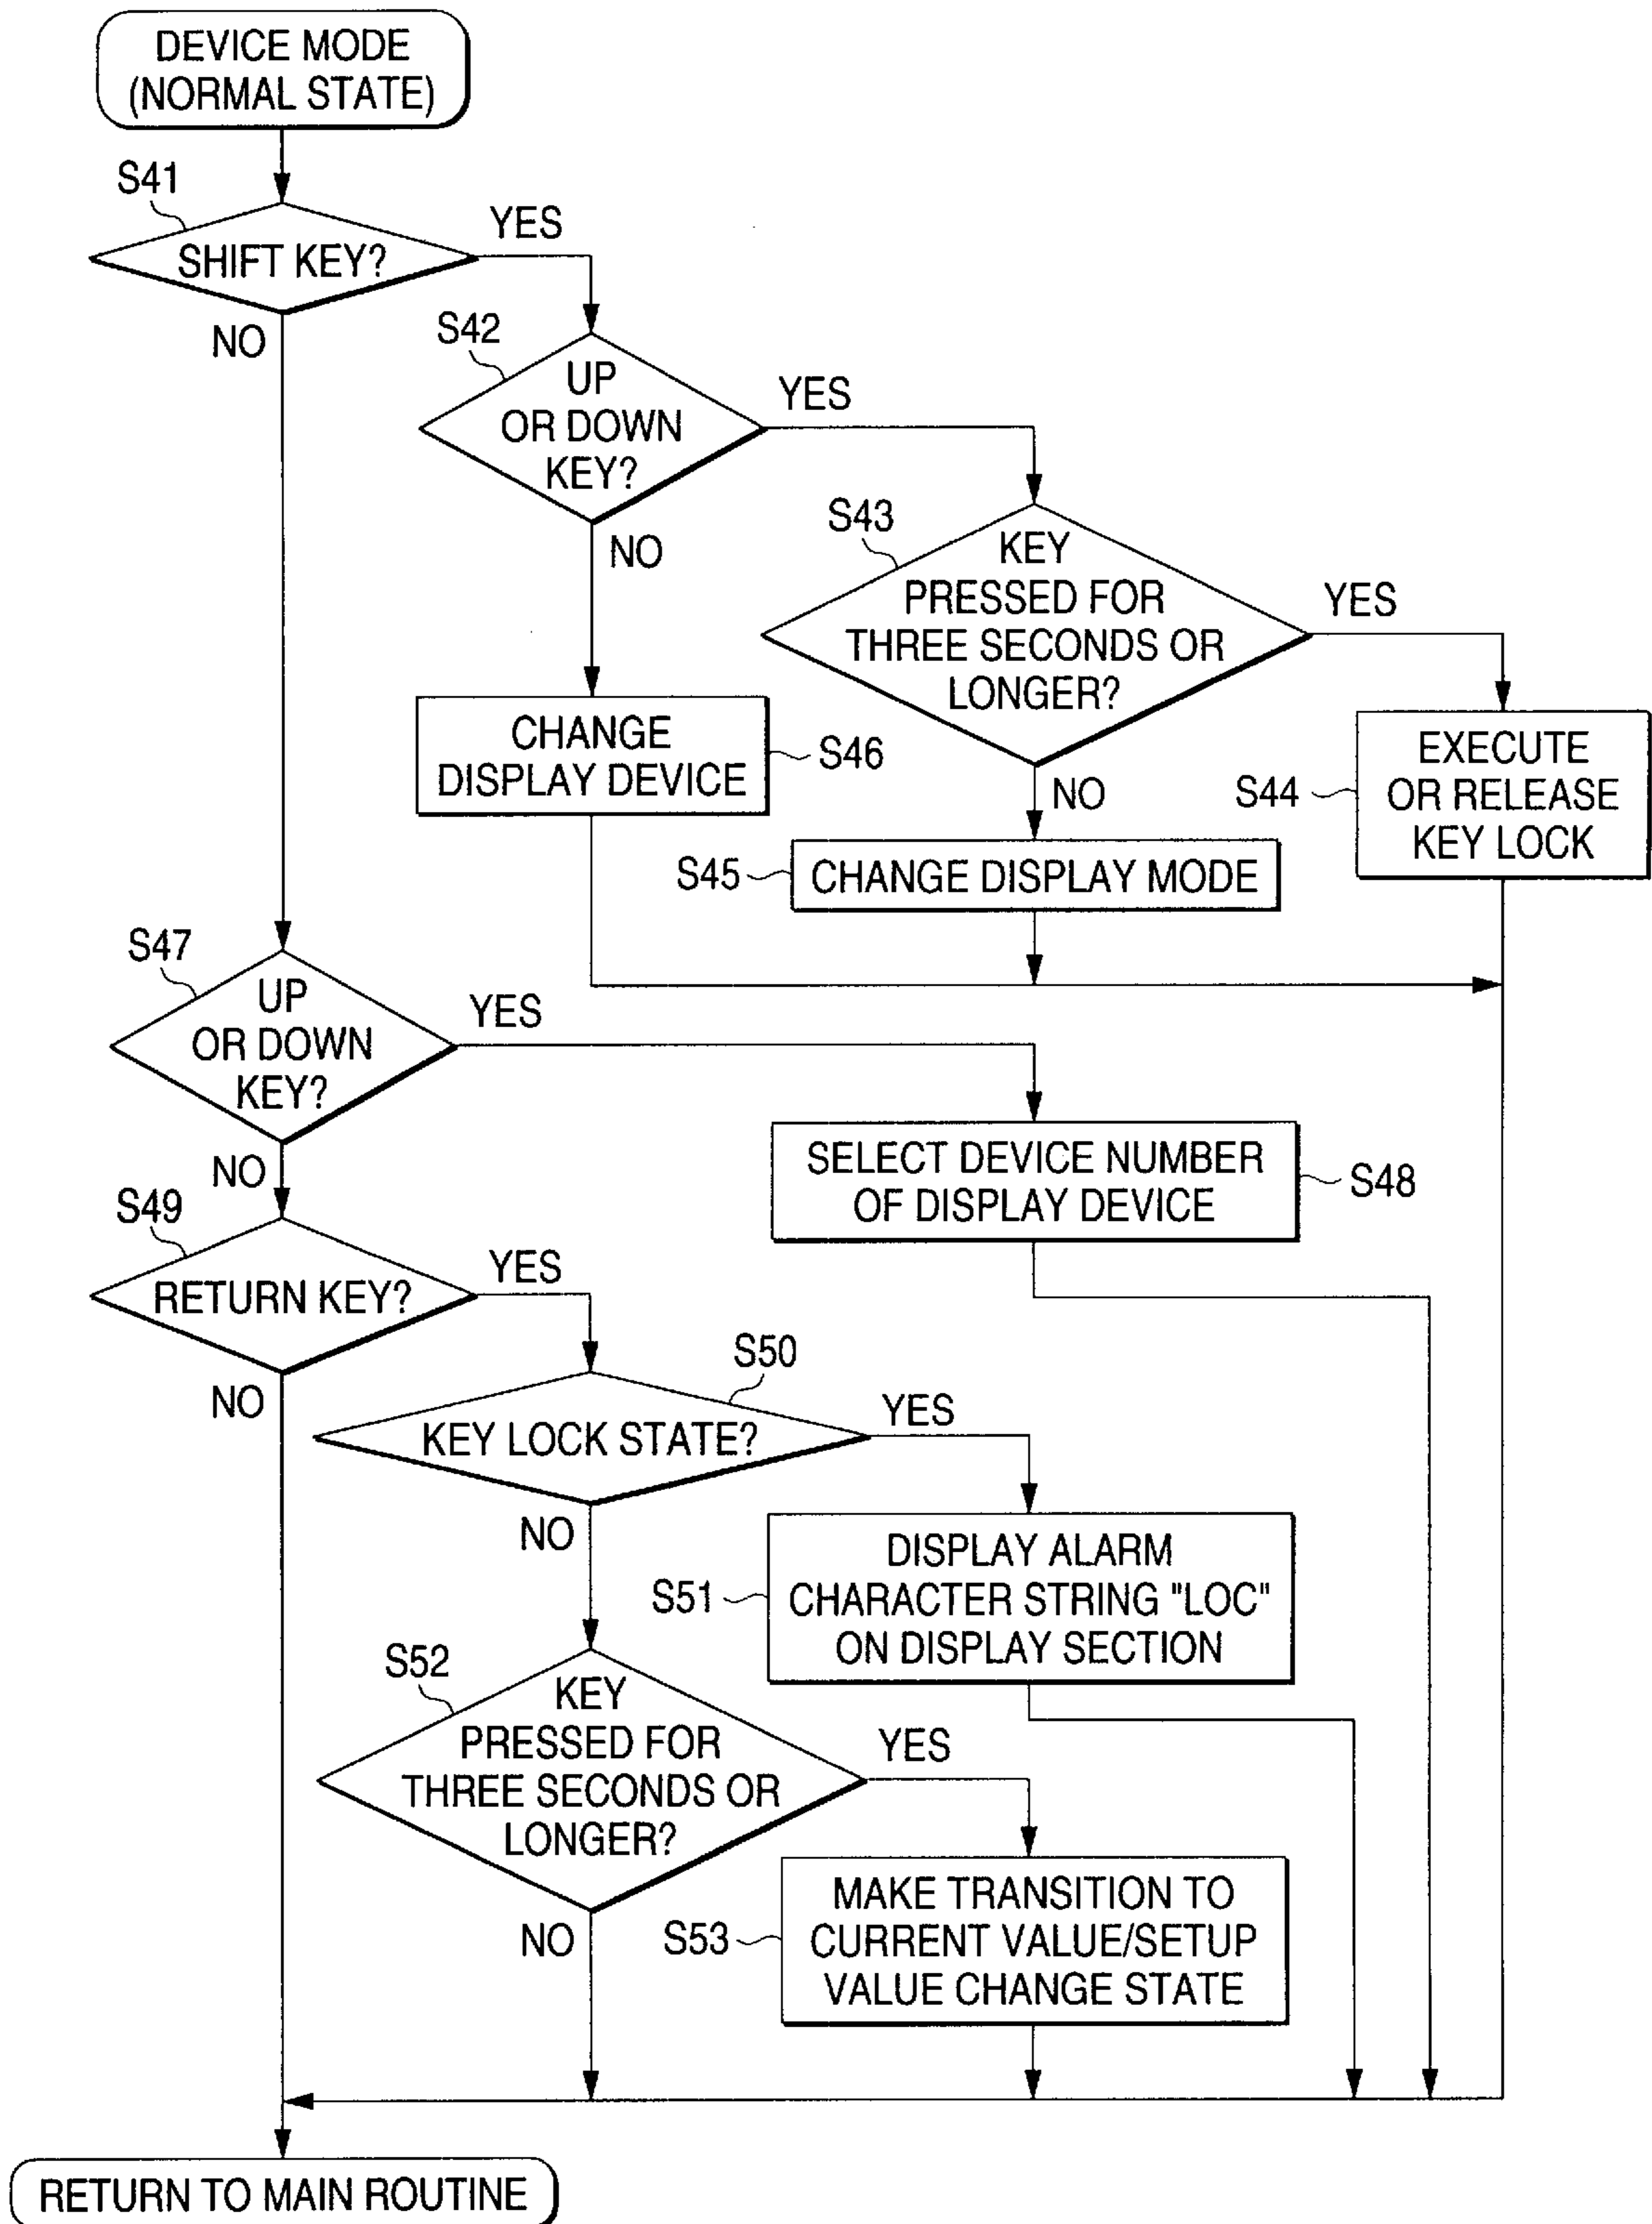 DEVICE MODE
(NORMAL STATE)
S41
SHIFT KEY?
YES
NO
S42
UP
OR DOWN
KEY?
YES
NO
S43
KEY
PRESSED FOR
THREE SECONDS OR
LONGER?
YES
NO
CHANGE
DISPLAY DEVICE
S46
S44
EXECUTE
OR RELEASE
KEY LOCK
S45
CHANGE DISPLAY MODE
S47
UP
OR DOWN
KEY?
YES
NO
SELECT DEVICE NUMBER
OF DISPLAY DEVICE
S48
S49
RETURN KEY?
YES
NO
S50
KEY LOCK STATE?
YES
NO
S51
DISPLAY ALARM
CHARACTER STRING "LOC"
ON DISPLAY SECTION
S52
KEY
PRESSED FOR
THREE SECONDS OR
LONGER?
YES
NO
S53
MAKE TRANSITION TO
CURRENT VALUE/SETUP
VALUE CHANGE STATE
RETURN TO MAIN ROUTINE